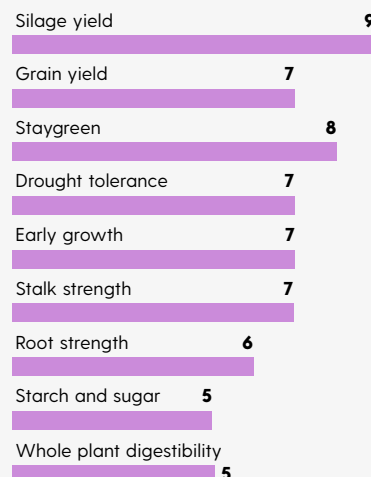 Silage yield 9
Grain yield 7
Staygreen 8
Drought tolerance 7
Early growth 7
Stalk strength 7
Root strength 6
Starch and sugar 5
Whole plant digestibility
5